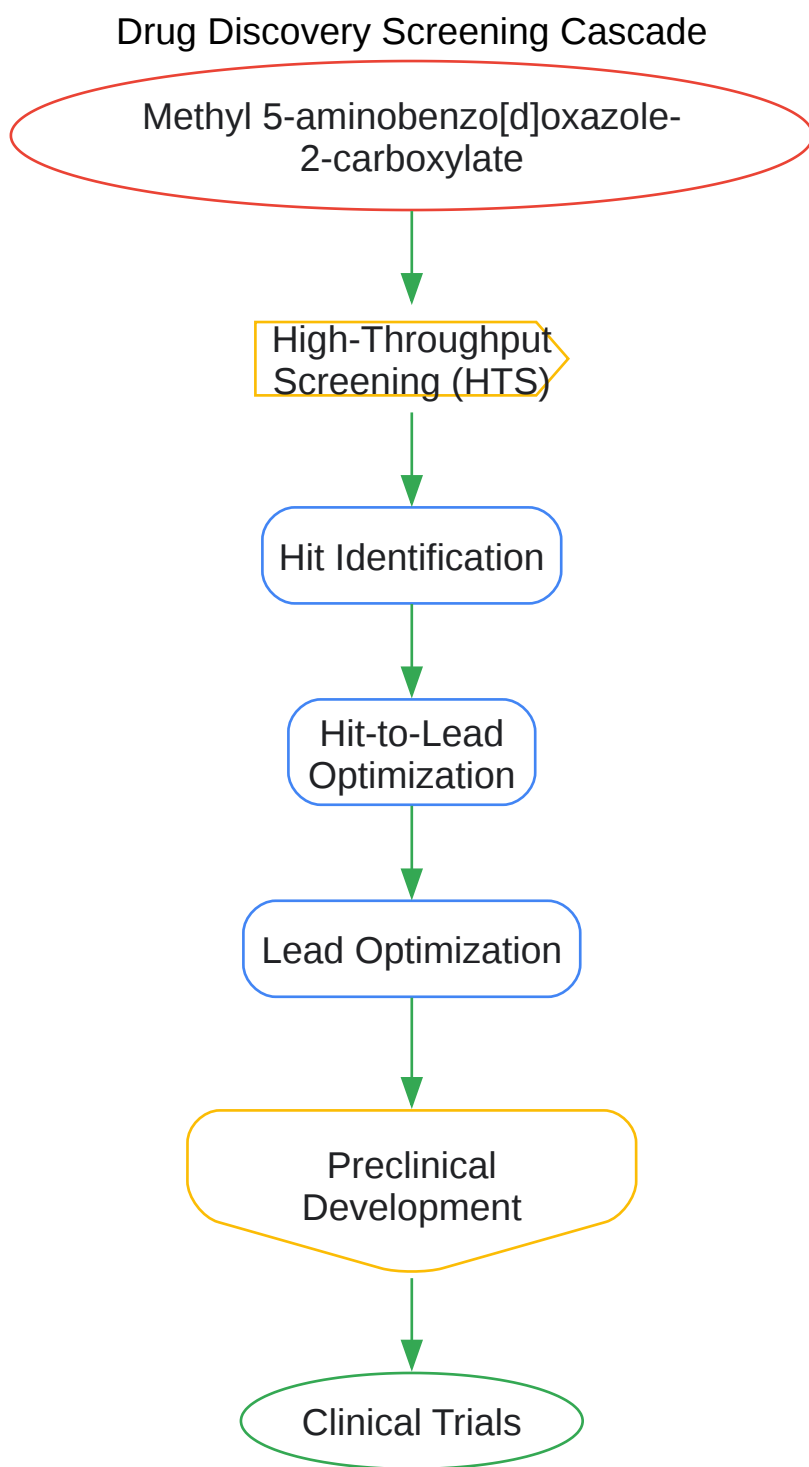 Drug Discovery Screening Cascade
Methyl 5-aminobenzo[d]oxazole-
2-carboxylate
High-Throughput
Screening (HTS)
Hit Identification
Hit-to-Lead
Optimization
Lead Optimization
Preclinical
Development
Clinical Trials